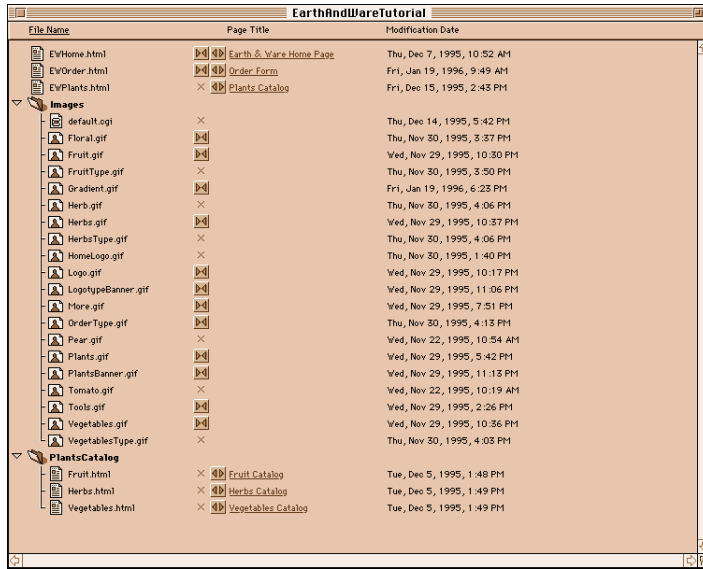 EarthAndWareTutorial
File Name Page Title Modification Date
EWHome.html Earth & Ware Home Page Thu, Dec 7, 1995, 10:52 AM
EWOrder.html Order Form Fri, Jan 19, 1996, 9:49 AM
EWPlants.html Plants Catalog Fri, Dec 15, 1995, 2:43 PM
Images
default.cgi Thu, Dec 14, 1995, 5:42 PM
Floral.gif Thu, Nov 30, 1995, 3:37 PM
Fruit.gif Wed, Nov 29, 1995, 10:30 PM
FruitType.gif Thu, Nov 30, 1995, 3:50 PM
Gradient.gif Fri, Jan 19, 1996, 6:23 PM
Herb.gif Thu, Nov 30, 1995, 4:06 PM
Herbs.gif Wed, Nov 29, 1995, 10:37 PM
HerbsType.gif Thu, Nov 30, 1995, 4:06 PM
HomeLogo.gif Thu, Nov 30, 1995, 1:40 PM
Logo.gif Wed, Nov 29, 1995, 10:17 PM
LogotypeBanner.gif Wed, Nov 29, 1995, 11:06 PM
More.gif Wed, Nov 29, 1995, 7:51 PM
OrderType.gif Thu, Nov 30, 1995, 4:13 PM
Pear.gif Wed, Nov 22, 1995, 10:54 AM
Plants.gif Wed, Nov 29, 1995, 5:42 PM
PlantsBanner.gif Wed, Nov 29, 1995, 11:13 PM
Tomato.gif Wed, Nov 22, 1995, 10:19 AM
Tools.gif Wed, Nov 29, 1995, 2:26 PM
Vegetables.gif Wed, Nov 29, 1995, 10:36 PM
VegetablesType.gif Thu, Nov 30, 1995, 4:03 PM
PlantsCatalog
Fruit.html Fruit Catalog Tue, Dec 5, 1995, 1:48 PM
Herbs.html Herbs Catalog Tue, Dec 5, 1995, 1:49 PM
Vegetables.html Vegetables Catalog Tue, Dec 5, 1995, 1:49 PM